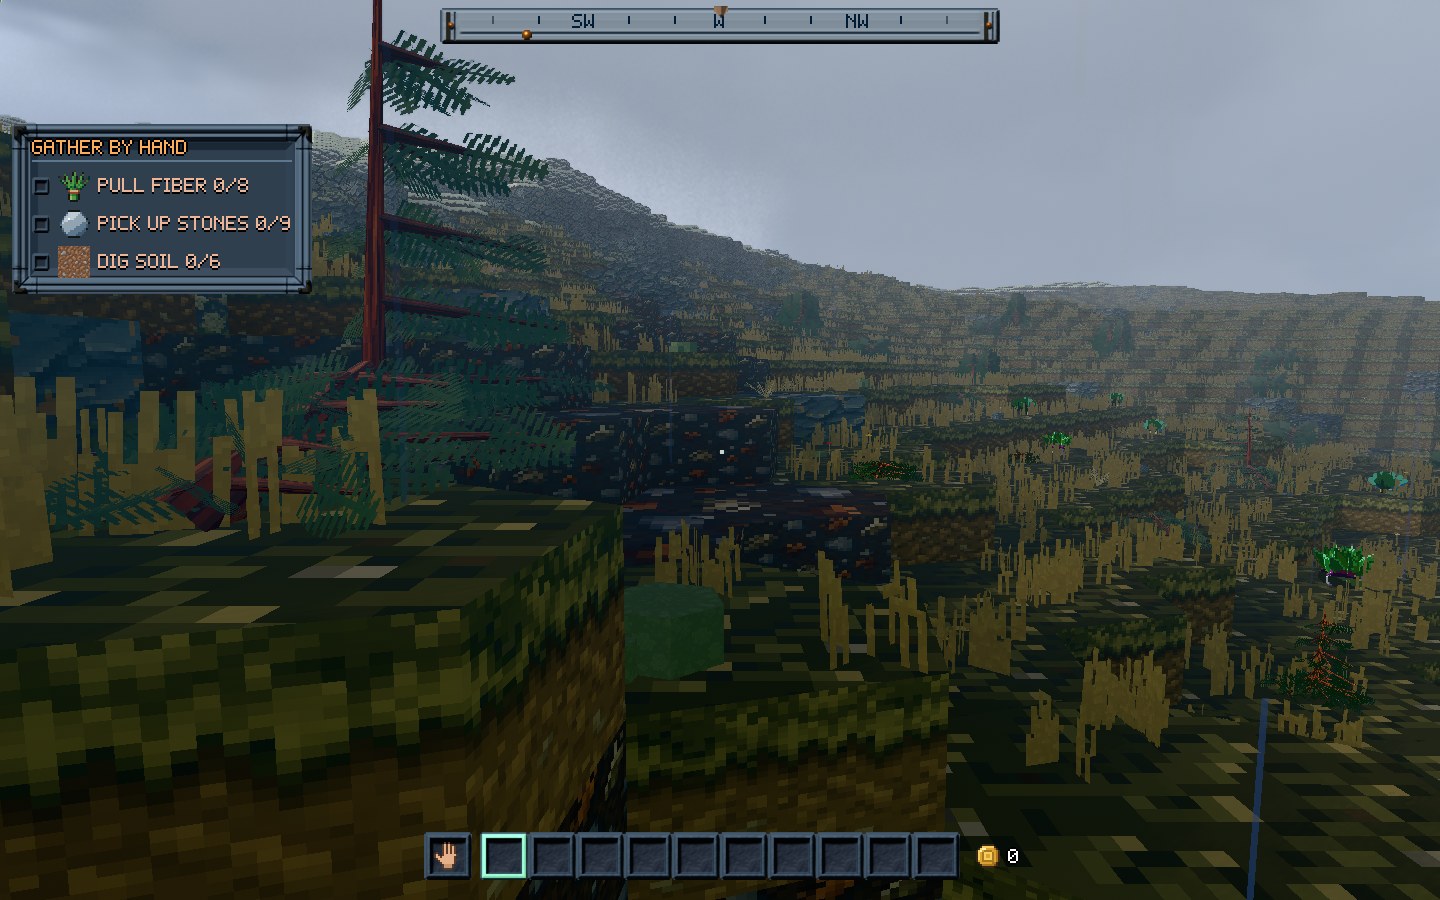 SW W NW
GATHER BY HAND
PULL FIBER 0/8
PICK UP STONES 0/9
DIG SOIL 0/6
0